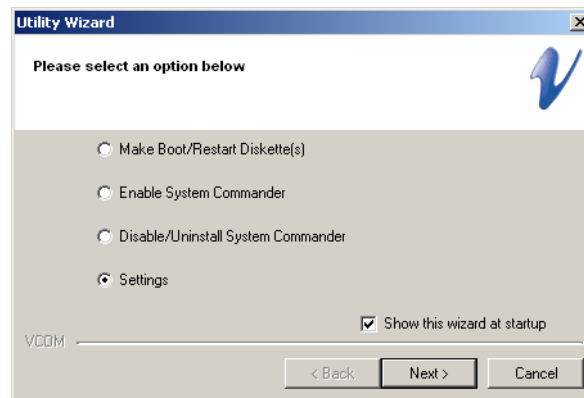 Utility Wizard
Please select an option below
Make Boot/Restart Diskette(s)
Enable System Commander
Disable/Uninstall System Commander
Settings
Show this wizard at startup
VCOM
< Back Next > Cancel